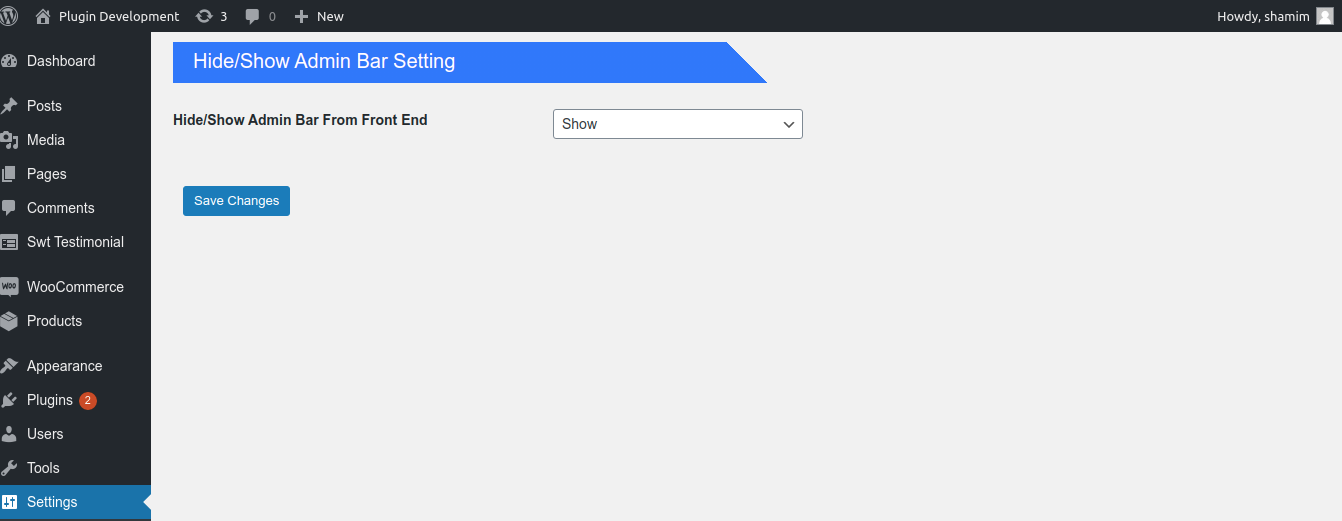 Plugin Development 3 0 New Howdy, shamim
Dashboard
Posts
Media
Pages
Comments
Swt Testimonial
WOO WooCommerce
Products
Appearance
Plugins 2
Users
Tools
Settings
Hide/Show Admin Bar Setting
Hide/Show Admin Bar From Front End Show
Save Changes